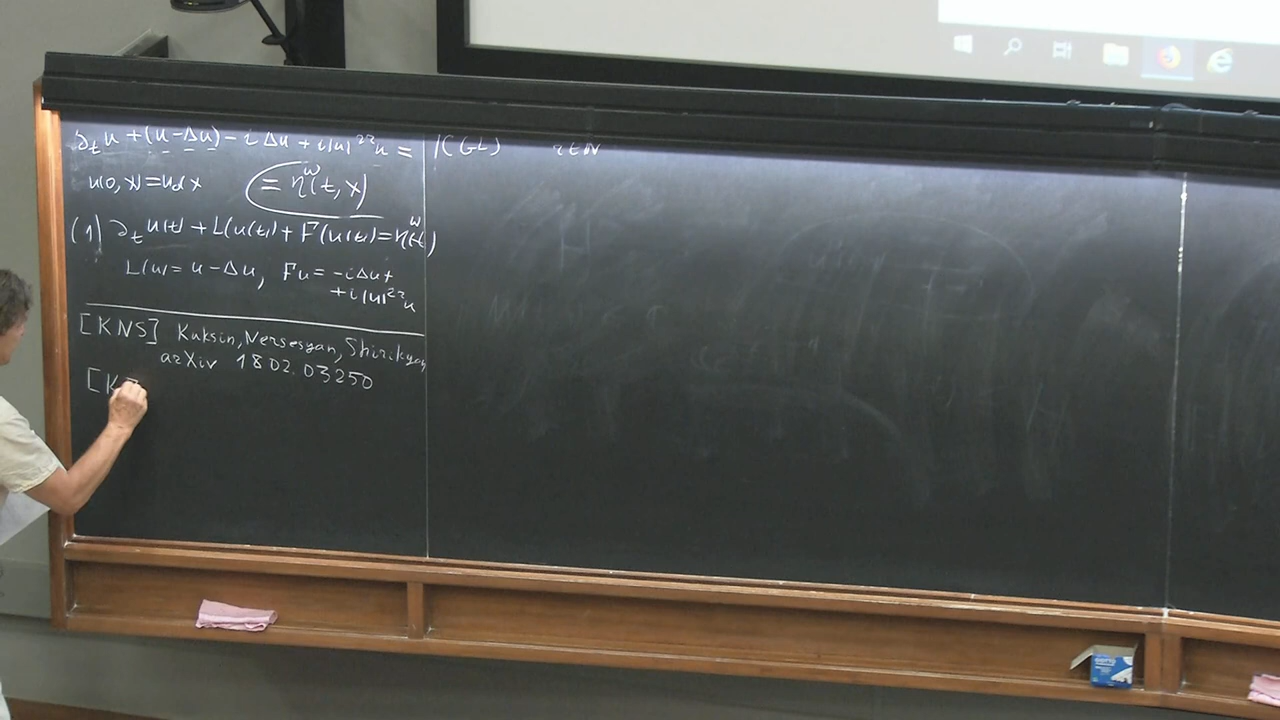 ∂_t u + (u - Δu) - i Δu + i|u|^{2r} u = (CGL) r ∈ N
u(0, x) = u_0 x = η^ω(t, x)
(1) ∂_t u(t) + L(u(t)) + F(u(t)) = η^ω(t)
L(u) = u - Δu, Fu = -iΔu +
+ i|u|^{2r} u
[KNS] Kuksin, Nersesyan, Shirikyan
arXiv 1802.03250
[K